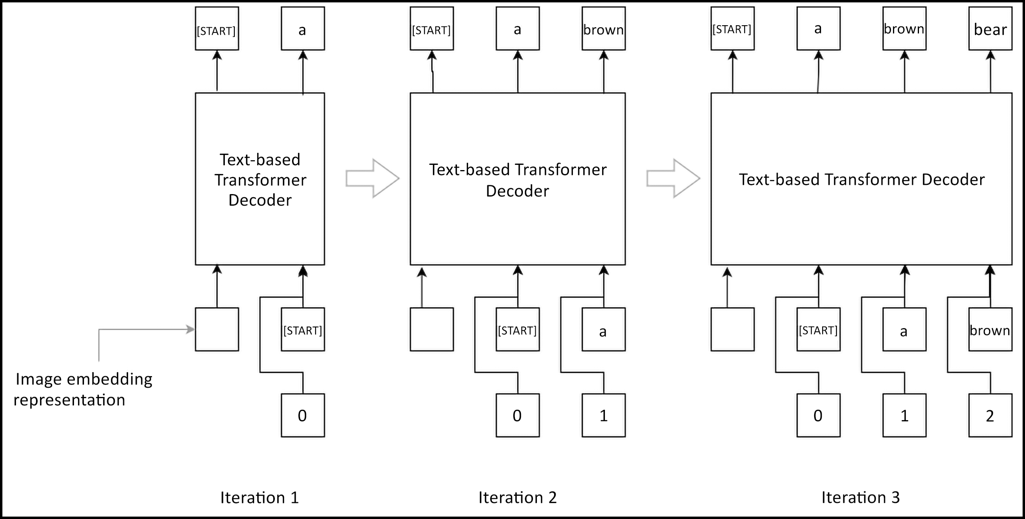 [START] a [START] a brown [START] a brown bear
Text-based
Transformer
Decoder
Text-based Transformer
Decoder
Text-based Transformer Decoder
[START] [START] a [START] a brown
Image embedding
representation
0 0 1 0 1 2
Iteration 1 Iteration 2 Iteration 3